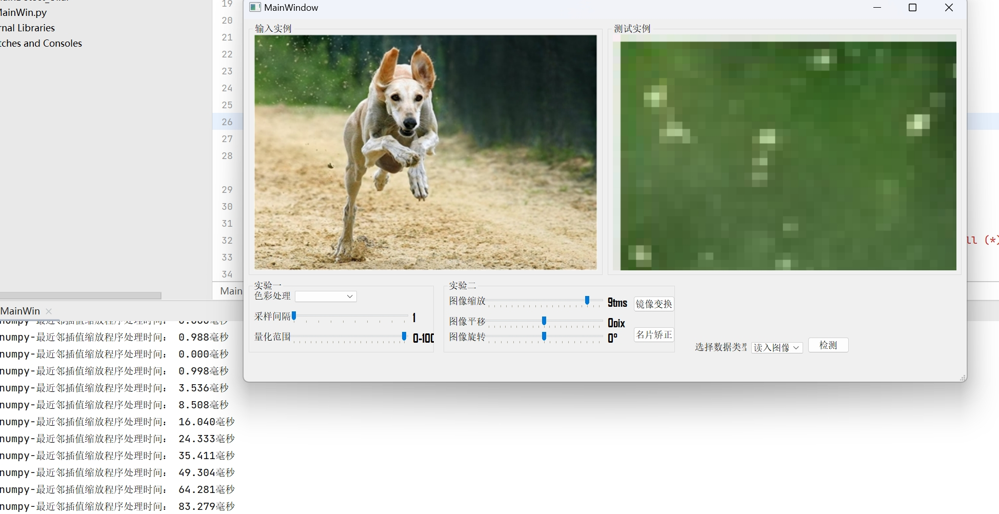 MainWin.py
rnal Libraries
tches and Consoles
19
20
21
22
23
24
25
26
27
28
29
30
31
32
33
34
Main
MainWindow
输入实例
测试实例
ll (*)
实验一
色彩处理
采样间隔
1
量化范围
0-100
实验二
图像缩放
9tms
镜像变换
图像平移
0pix
图像旋转
0°
名片矫正
选择数据类型
读入图像
检测
MainWin
numpy-最近邻插值缩放程序处理时间：
numpy-最近邻插值缩放程序处理时间： 0.988毫秒
numpy-最近邻插值缩放程序处理时间： 0.000毫秒
numpy-最近邻插值缩放程序处理时间： 0.998毫秒
numpy-最近邻插值缩放程序处理时间： 3.536毫秒
numpy-最近邻插值缩放程序处理时间： 8.508毫秒
numpy-最近邻插值缩放程序处理时间： 16.040毫秒
numpy-最近邻插值缩放程序处理时间： 24.333毫秒
numpy-最近邻插值缩放程序处理时间： 35.411毫秒
numpy-最近邻插值缩放程序处理时间： 49.304毫秒
numpy-最近邻插值缩放程序处理时间： 64.281毫秒
numpy-最近邻插值缩放程序处理时间： 83.279毫秒